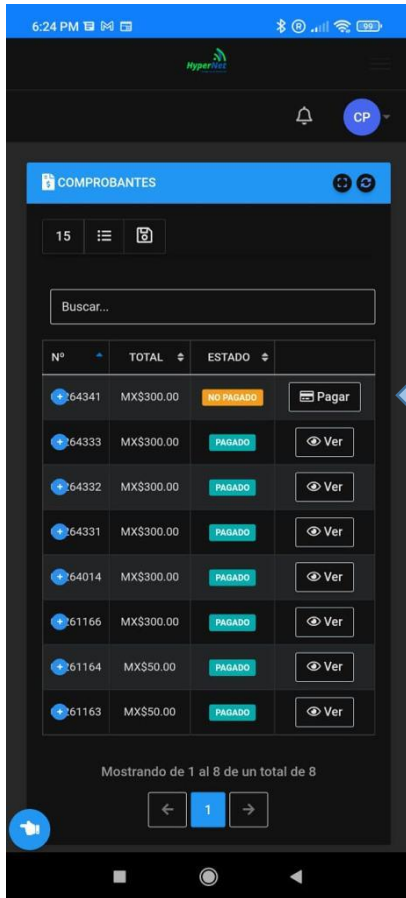 6:24 PM
99
HyperNet
CP
COMPROBANTES
15
Buscar...
Nº TOTAL ESTADO
264341 MX$300.00 NO PAGADO Pagar
264333 MX$300.00 PAGADO Ver
264332 MX$300.00 PAGADO Ver
264331 MX$300.00 PAGADO Ver
264014 MX$300.00 PAGADO Ver
261166 MX$300.00 PAGADO Ver
261164 MX$50.00 PAGADO Ver
261163 MX$50.00 PAGADO Ver
Mostrando de 1 al 8 de un total de 8
1